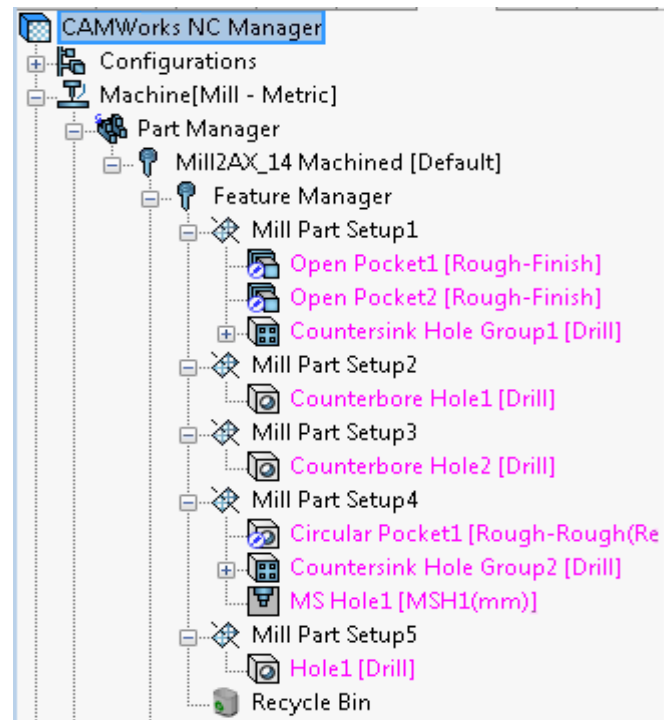 CAMWorks NC Manager
Configurations
Machine[Mill - Metric]
Part Manager
Mill2AX_14 Machined [Default]
Feature Manager
Mill Part Setup1
Open Pocket1 [Rough-Finish]
Open Pocket2 [Rough-Finish]
Countersink Hole Group1 [Drill]
Mill Part Setup2
Counterbore Hole1 [Drill]
Mill Part Setup3
Counterbore Hole2 [Drill]
Mill Part Setup4
Circular Pocket1 [Rough-Rough(Re
Countersink Hole Group2 [Drill]
MS Hole1 [MSH1(mm)]
Mill Part Setup5
Hole1 [Drill]
Recycle Bin